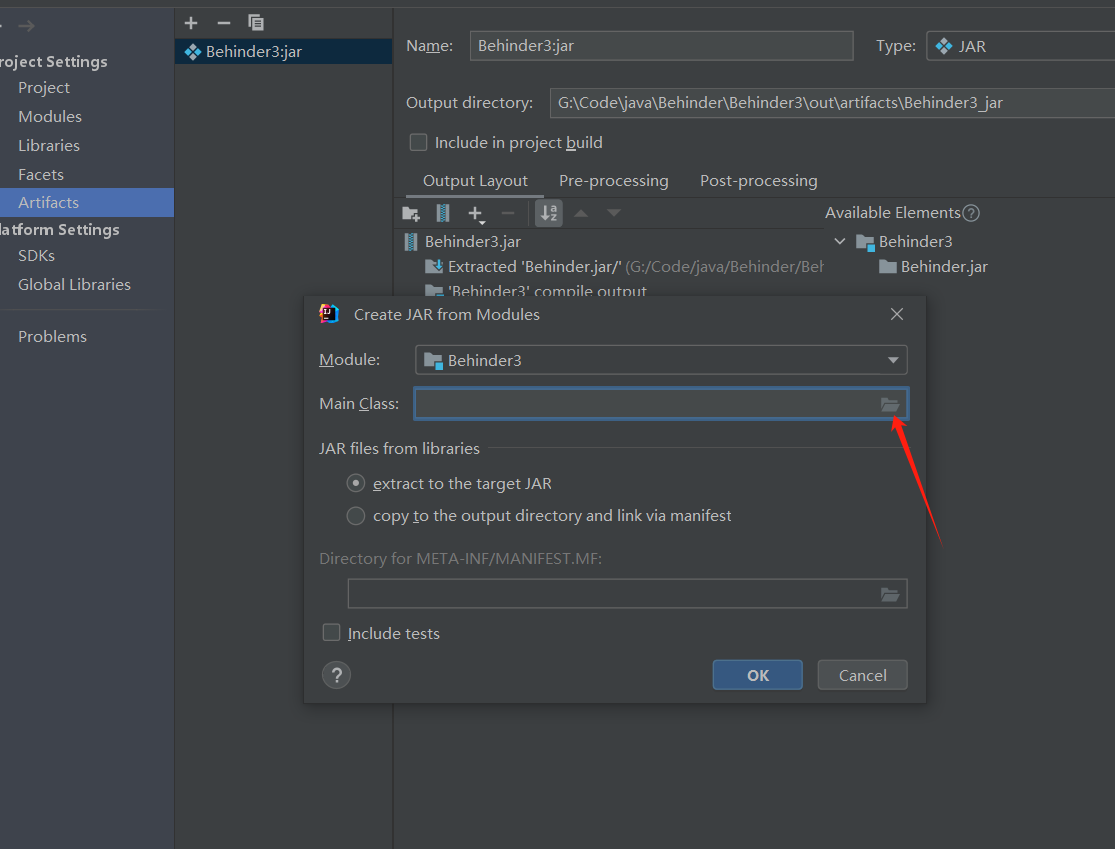 roject Settings
Project
Modules
Libraries
Facets
Artifacts
latform Settings
SDKs
Global Libraries
Problems
Behinder3:jar
Name: Behinder3:jar Type: JAR
Output directory: G:\Code\java\Behinder\Behinder3\out\artifacts\Behinder3_jar
Include in project build
Output Layout Pre-processing Post-processing
Available Elements
Behinder3.jar
Extracted 'Behinder.jar/' (G:/Code/java/Behinder/Beh
'Behinder3' compile output
Behinder3
Behinder.jar
Create JAR from Modules
Module: Behinder3
Main Class:
JAR files from libraries
extract to the target JAR
copy to the output directory and link via manifest
Directory for META-INF/MANIFEST.MF:
Include tests
? OK Cancel